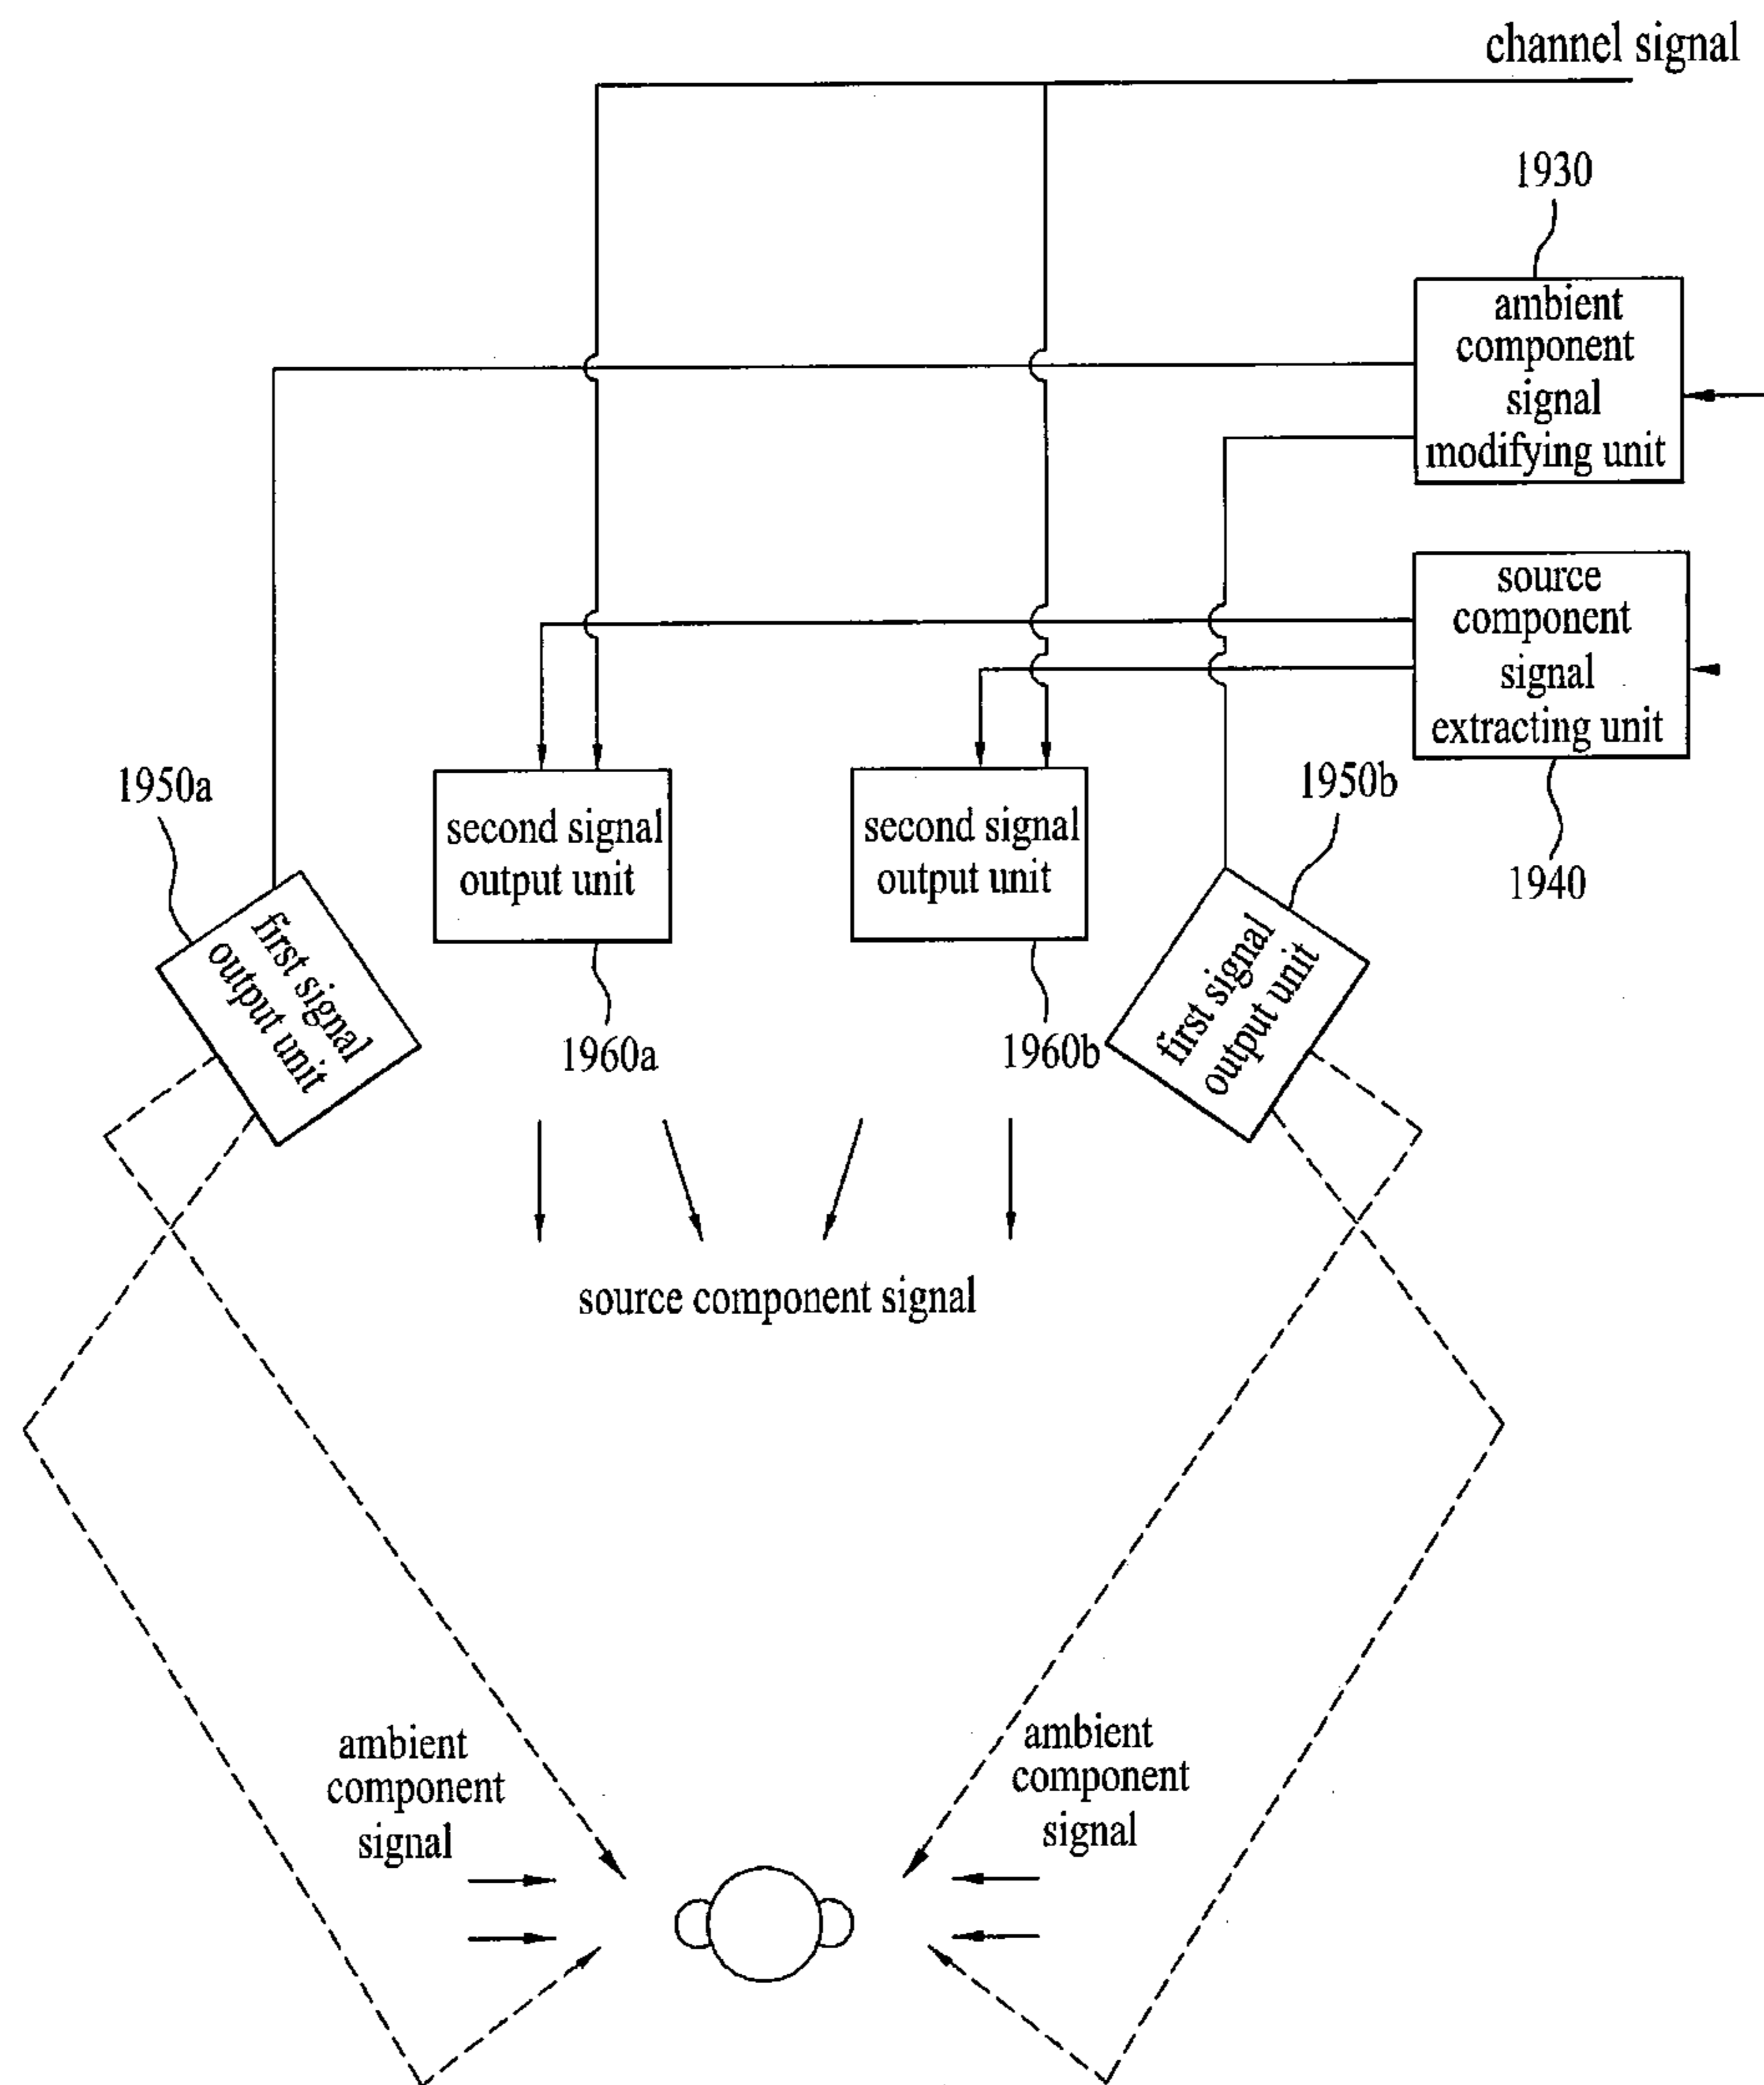 channel signal
1930
ambient
component
signal
modifying unit
source
component
signal
extracting unit
1940
1950a
second signal
output unit
second signal
output unit
1950b
first signal
output unit
1960a
1960b
first signal
output unit
source component signal
ambient
component
signal
ambient
component
signal